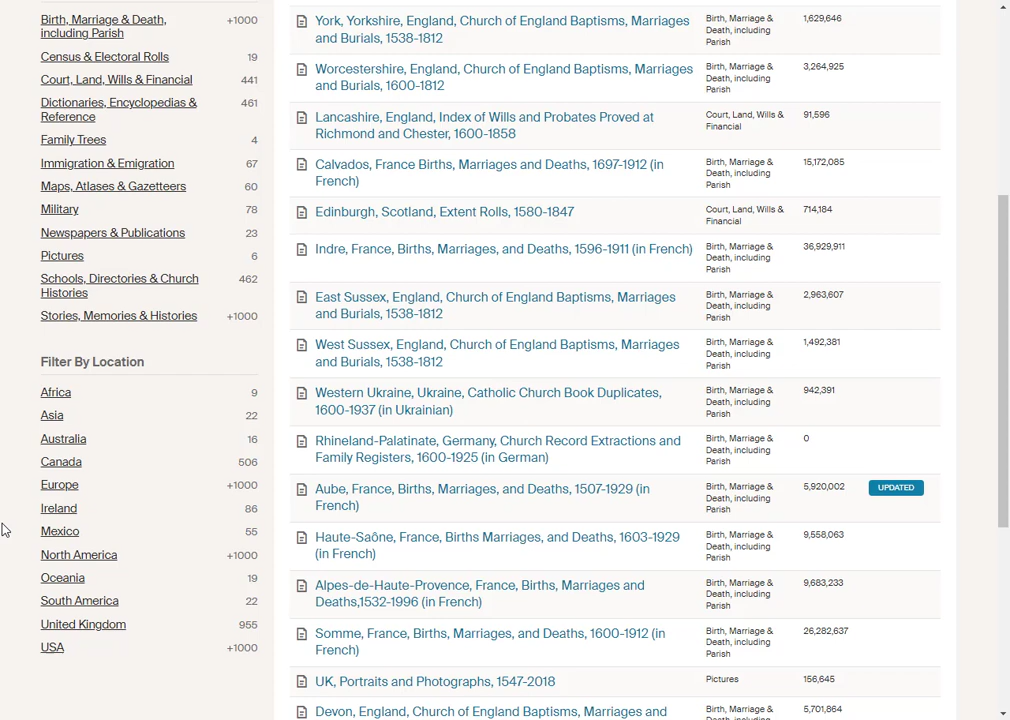 Birth, Marriage & Death,
including Parish
+1000
Census & Electoral Rolls
19
Court, Land, Wills & Financial
441
Dictionaries, Encyclopedias &
Reference
461
Family Trees
4
Immigration & Emigration
67
Maps, Atlases & Gazetteers
60
Military
78
Newspapers & Publications
23
Pictures
6
Schools, Directories & Church
Histories
462
Stories, Memories & Histories
+1000
Filter By Location
Africa
9
Asia
22
Australia
16
Canada
506
Europe
+1000
Ireland
86
Mexico
55
North America
+1000
Oceania
19
South America
22
United Kingdom
955
USA
+1000
York, Yorkshire, England, Church of England Baptisms, Marriages
and Burials, 1538-1812
Birth, Marriage &
Death, including
Parish
1,629,646
Worcestershire, England, Church of England Baptisms, Marriages
and Burials, 1600-1812
Birth, Marriage &
Death, including
Parish
3,264,925
Lancashire, England, Index of Wills and Probates Proved at
Richmond and Chester, 1600-1858
Court, Land, Wills &
Financial
91,596
Calvados, France Births, Marriages and Deaths, 1697-1912 (in
French)
Birth, Marriage &
Death, including
Parish
15,172,085
Edinburgh, Scotland, Extent Rolls, 1580-1847
Court, Land, Wills &
Financial
714,184
Indre, France, Births, Marriages, and Deaths, 1596-1911 (in French)
Birth, Marriage &
Death, including
Parish
36,929,911
East Sussex, England, Church of England Baptisms, Marriages
and Burials, 1538-1812
Birth, Marriage &
Death, including
Parish
2,963,607
West Sussex, England, Church of England Baptisms, Marriages
and Burials, 1538-1812
Birth, Marriage &
Death, including
Parish
1,492,381
Western Ukraine, Ukraine, Catholic Church Book Duplicates,
1600-1937 (in Ukrainian)
Birth, Marriage &
Death, including
Parish
942,391
Rhineland-Palatinate, Germany, Church Record Extractions and
Family Registers, 1600-1925 (in German)
Birth, Marriage &
Death, including
Parish
0
Aube, France, Births, Marriages, and Deaths, 1507-1929 (in
French)
Birth, Marriage &
Death, including
Parish
5,920,002
UPDATED
Haute-Saône, France, Births Marriages, and Deaths, 1603-1929
(in French)
Birth, Marriage &
Death, including
Parish
9,558,063
Alpes-de-Haute-Provence, France, Births, Marriages and
Deaths,1532-1996 (in French)
Birth, Marriage &
Death, including
Parish
9,683,233
Somme, France, Births, Marriages, and Deaths, 1600-1912 (in
French)
Birth, Marriage &
Death, including
Parish
26,282,637
UK, Portraits and Photographs, 1547-2018
Pictures
156,645
Devon, England, Church of England Baptisms, Marriages and
Birth, Marriage &
Death, including
5,701,864